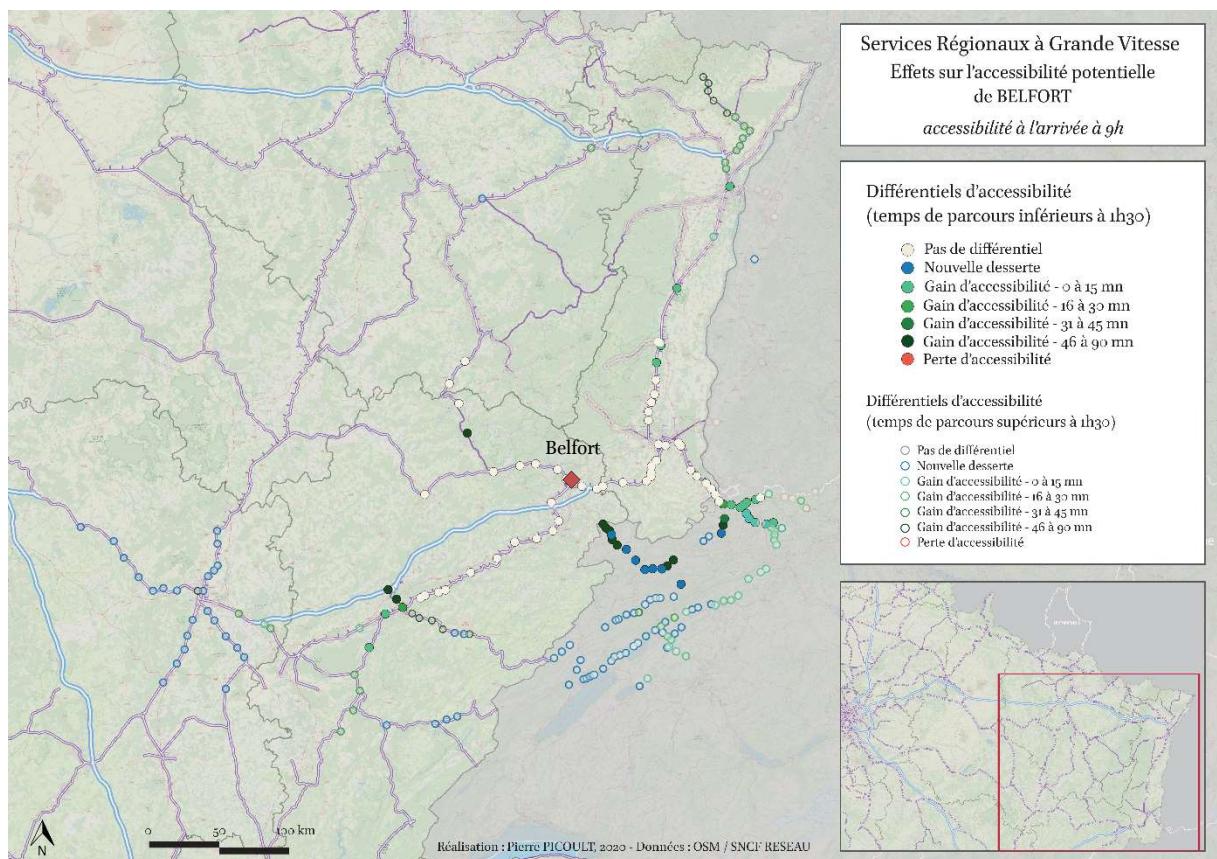 Services Régionaux à Grande Vitesse
Effets sur l'accessibilité potentielle
de BELFORT
accessibilité à l'arrivée à 9h
Différentiels d'accessibilité
(temps de parcours inférieurs à 1h30)
Pas de différentiel
Nouvelle desserte
Gain d'accessibilité - 0 à 15 mn
Gain d'accessibilité - 16 à 30 mn
Gain d'accessibilité - 31 à 45 mn
Gain d'accessibilité - 46 à 90 mn
Perte d'accessibilité
Différentiels d'accessibilité
(temps de parcours supérieurs à 1h30)
Pas de différentiel
Nouvelle desserte
Gain d'accessibilité - 0 à 15 mn
Gain d'accessibilité - 16 à 30 mn
Gain d'accessibilité - 31 à 45 mn
Gain d'accessibilité - 46 à 90 mn
Perte d'accessibilité
Belfort
N
0 50 100 km
Réalisation : Pierre PICOULT, 2020 - Données : OSM / SNCF RESEAU